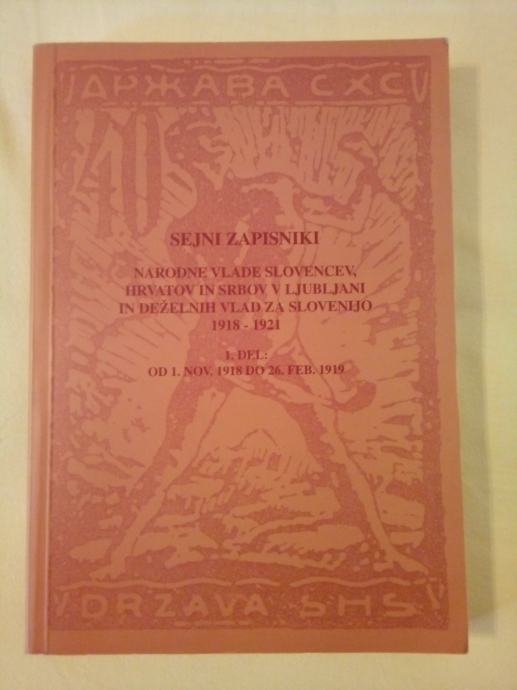 ДРЖАВА СХС
40
SEJNI ZAPISNIKI
NARODNE VLADE SLOVENCEV,
HRVATOV IN SRBOV V LJUBLJANI
IN DEŽELNIH VLAD ZA SLOVENIJO
1918 - 1921
1. DEL:
OD 1. NOV. 1918 DO 26. FEB. 1919
DRŽAVA SHS